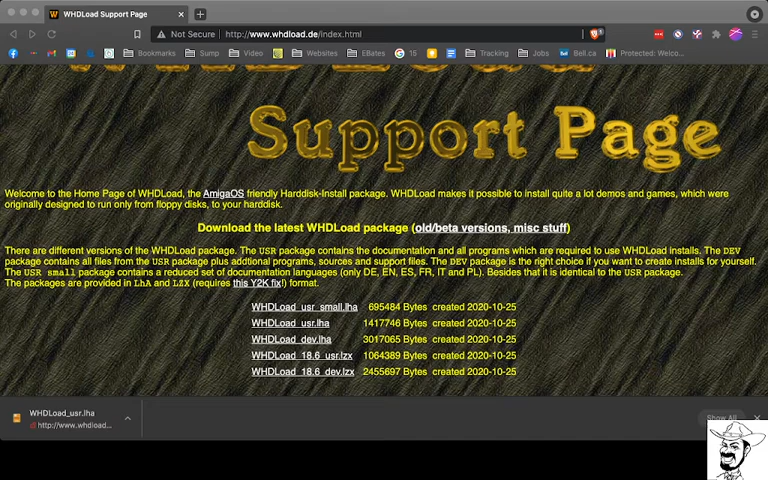 WHDLoad Support Page
Not Secure
http://www.whdload.de/index.html
Bookmarks
Sump
Video
Websites
EBates
15
Tracking
Jobs
Bell.ca
Protected: Welco...
Support Page
Welcome to the Home Page of WHDLoad, the AmigaOS friendly Harddisk-Install package. WHDLoad makes it possible to install quite a lot demos and games, which were
originally designed to run only from floppy disks, to your harddisk.
Download the latest WHDLoad package (old/beta versions, misc stuff)
There are different versions of the WHDLoad package. The USR package contains the documentation and all programs which are required to use WHDLoad installs. The DEV
package contains all files from the USR package plus addtional programs, sources and support files. The DEV package is the right choice if you want to create installs for yourself.
The USR small package contains a reduced set of documentation languages (only DE, EN, ES, FR, IT and PL). Besides that it is identical to the USR package.
The packages are provided in LhA and LZX (requires this Y2K fix!) format.
WHDLoad_usr_small.lha 695484 Bytes created 2020-10-25
WHDLoad_usr.lha 1417746 Bytes created 2020-10-25
WHDLoad_dev.lha 3017065 Bytes created 2020-10-25
WHDLoad_18.6_usr.lzx 1064389 Bytes created 2020-10-25
WHDLoad_18.6_dev.lzx 2455697 Bytes created 2020-10-25
WHDLoad_usr.lha
http://www.whdload...
Show All